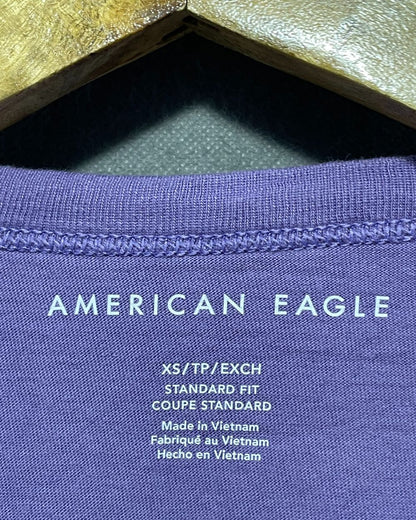 AMERICAN EAGLE
XS/TP/EXCH
STANDARD FIT
COUPE STANDARD
Made in Vietnam
Fabriqué au Vietnam
Hecho en Vietnam